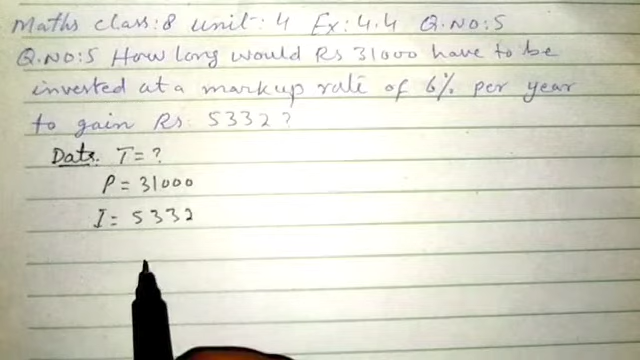 Maths class:8 unit: 4 Ex: 4.4 Q.NO:5
Q.NO:5 How long would Rs 31000 have to be
invested at a markup rate of 6% per year
to gain Rs. 5332?
Data. T=?
P = 31000
I = 5332